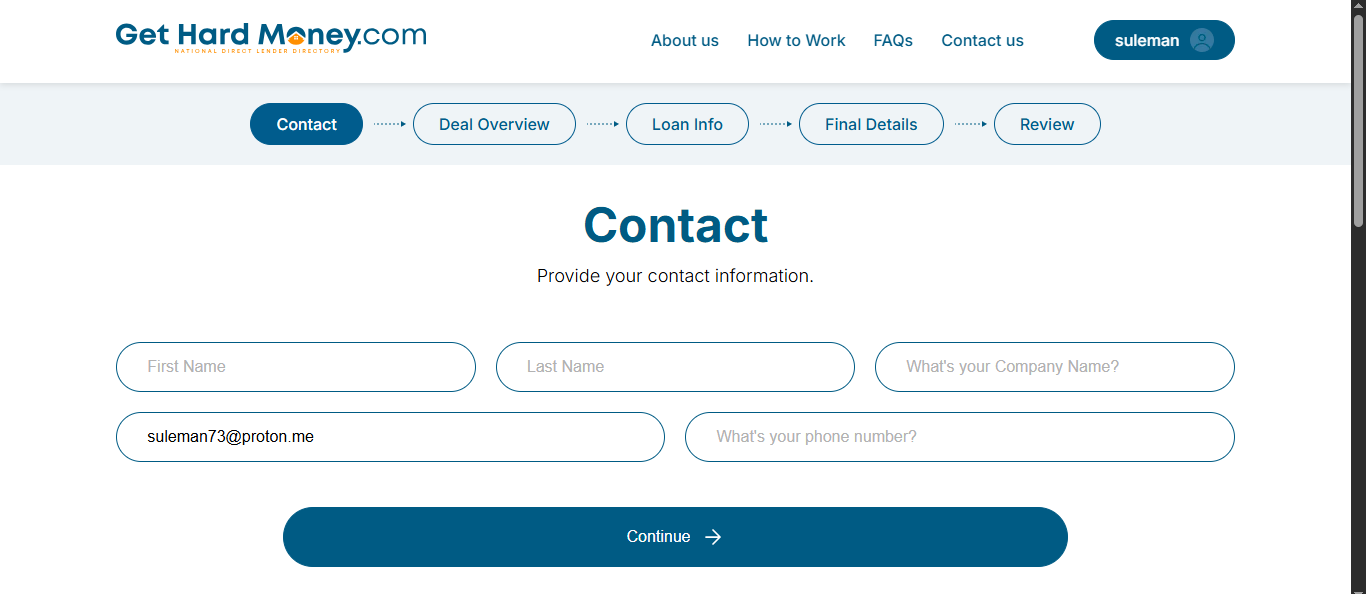 Get Hard Money.com
NATIONAL DIRECT LENDER DIRECTORY
About us How to Work FAQs Contact us suleman
Contact Deal Overview Loan Info Final Details Review
Contact
Provide your contact information.
First Name Last Name What's your Company Name?
suleman73@proton.me What's your phone number?
Continue